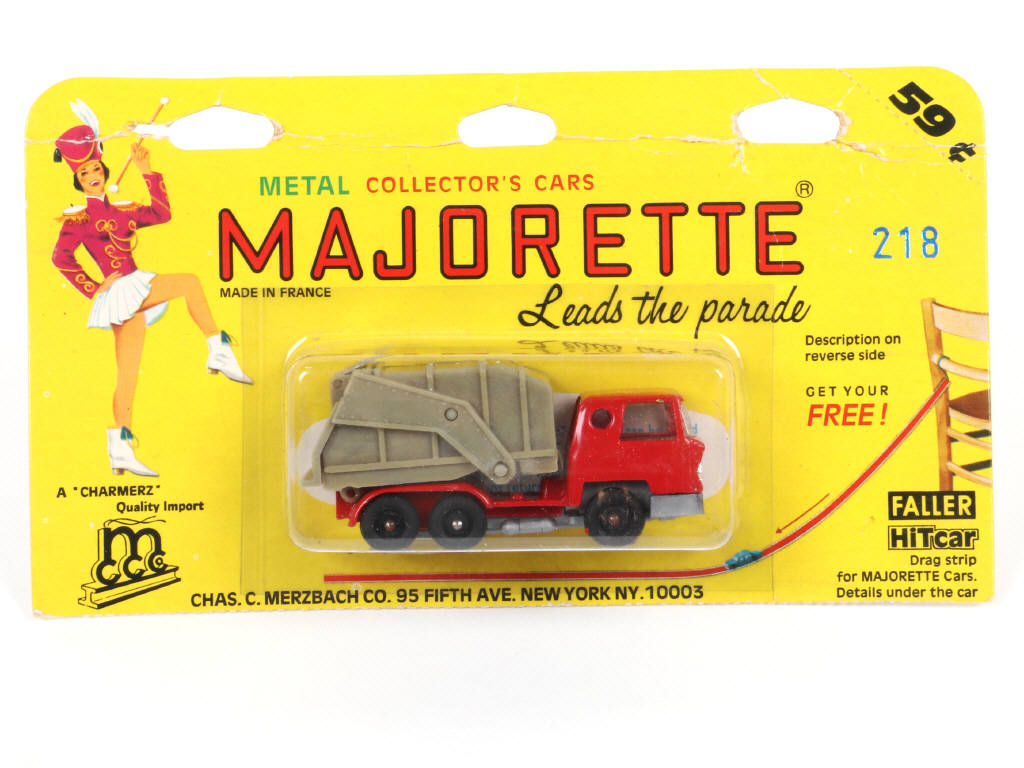 59¢
METAL COLLECTOR'S CARS
MAJORETTE®
218
MADE IN FRANCE
Leads the parade
Description on
reverse side
GET YOUR
FREE!
A "CHARMERZ"
Quality Import
mccco
FALLER
HiTcar
Drag strip
for MAJORETTE Cars.
Details under the car
CHAS. C. MERZBACH CO. 95 FIFTH AVE. NEW YORK NY. 10003